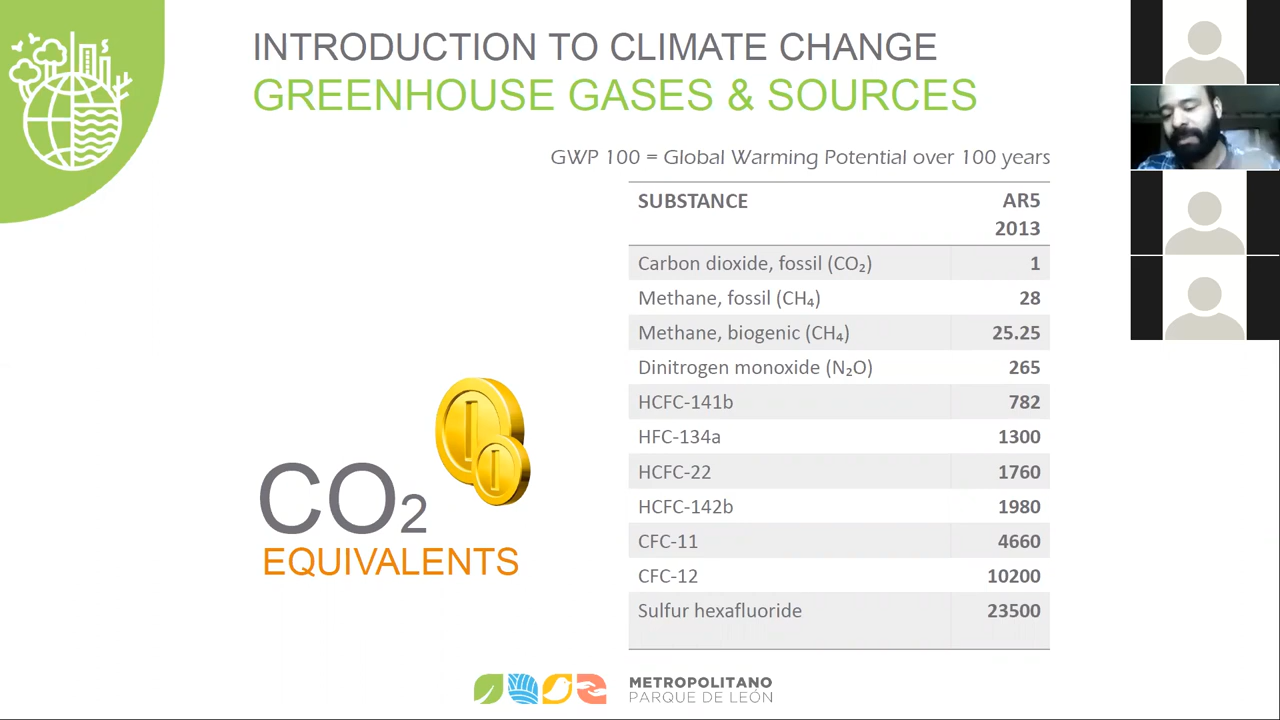 INTRODUCTION TO CLIMATE CHANGE
GREENHOUSE GASES & SOURCES
GWP 100 = Global Warming Potential over 100 years
SUBSTANCE AR5 2013
Carbon dioxide, fossil (CO₂) 1
Methane, fossil (CH₄) 28
Methane, biogenic (CH₄) 25.25
Dinitrogen monoxide (N₂O) 265
HCFC-141b 782
HFC-134a 1300
HCFC-22 1760
HCFC-142b 1980
CFC-11 4660
CFC-12 10200
Sulfur hexafluoride 23500
CO₂
EQUIVALENTS
METROPOLITANO
PARQUE DE LEÓN